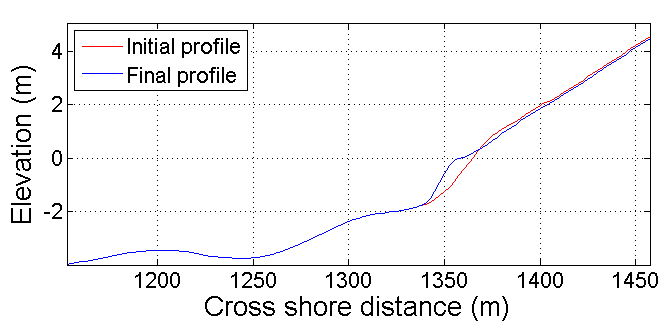 Initial profile
Final profile
Elevation (m)
4
2
0
-2
1200 1250 1300 1350 1400 1450
Cross shore distance (m)